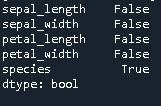 sepal_length    False
sepal_width     False
petal_length    False
petal_width     False
species          True
dtype: bool